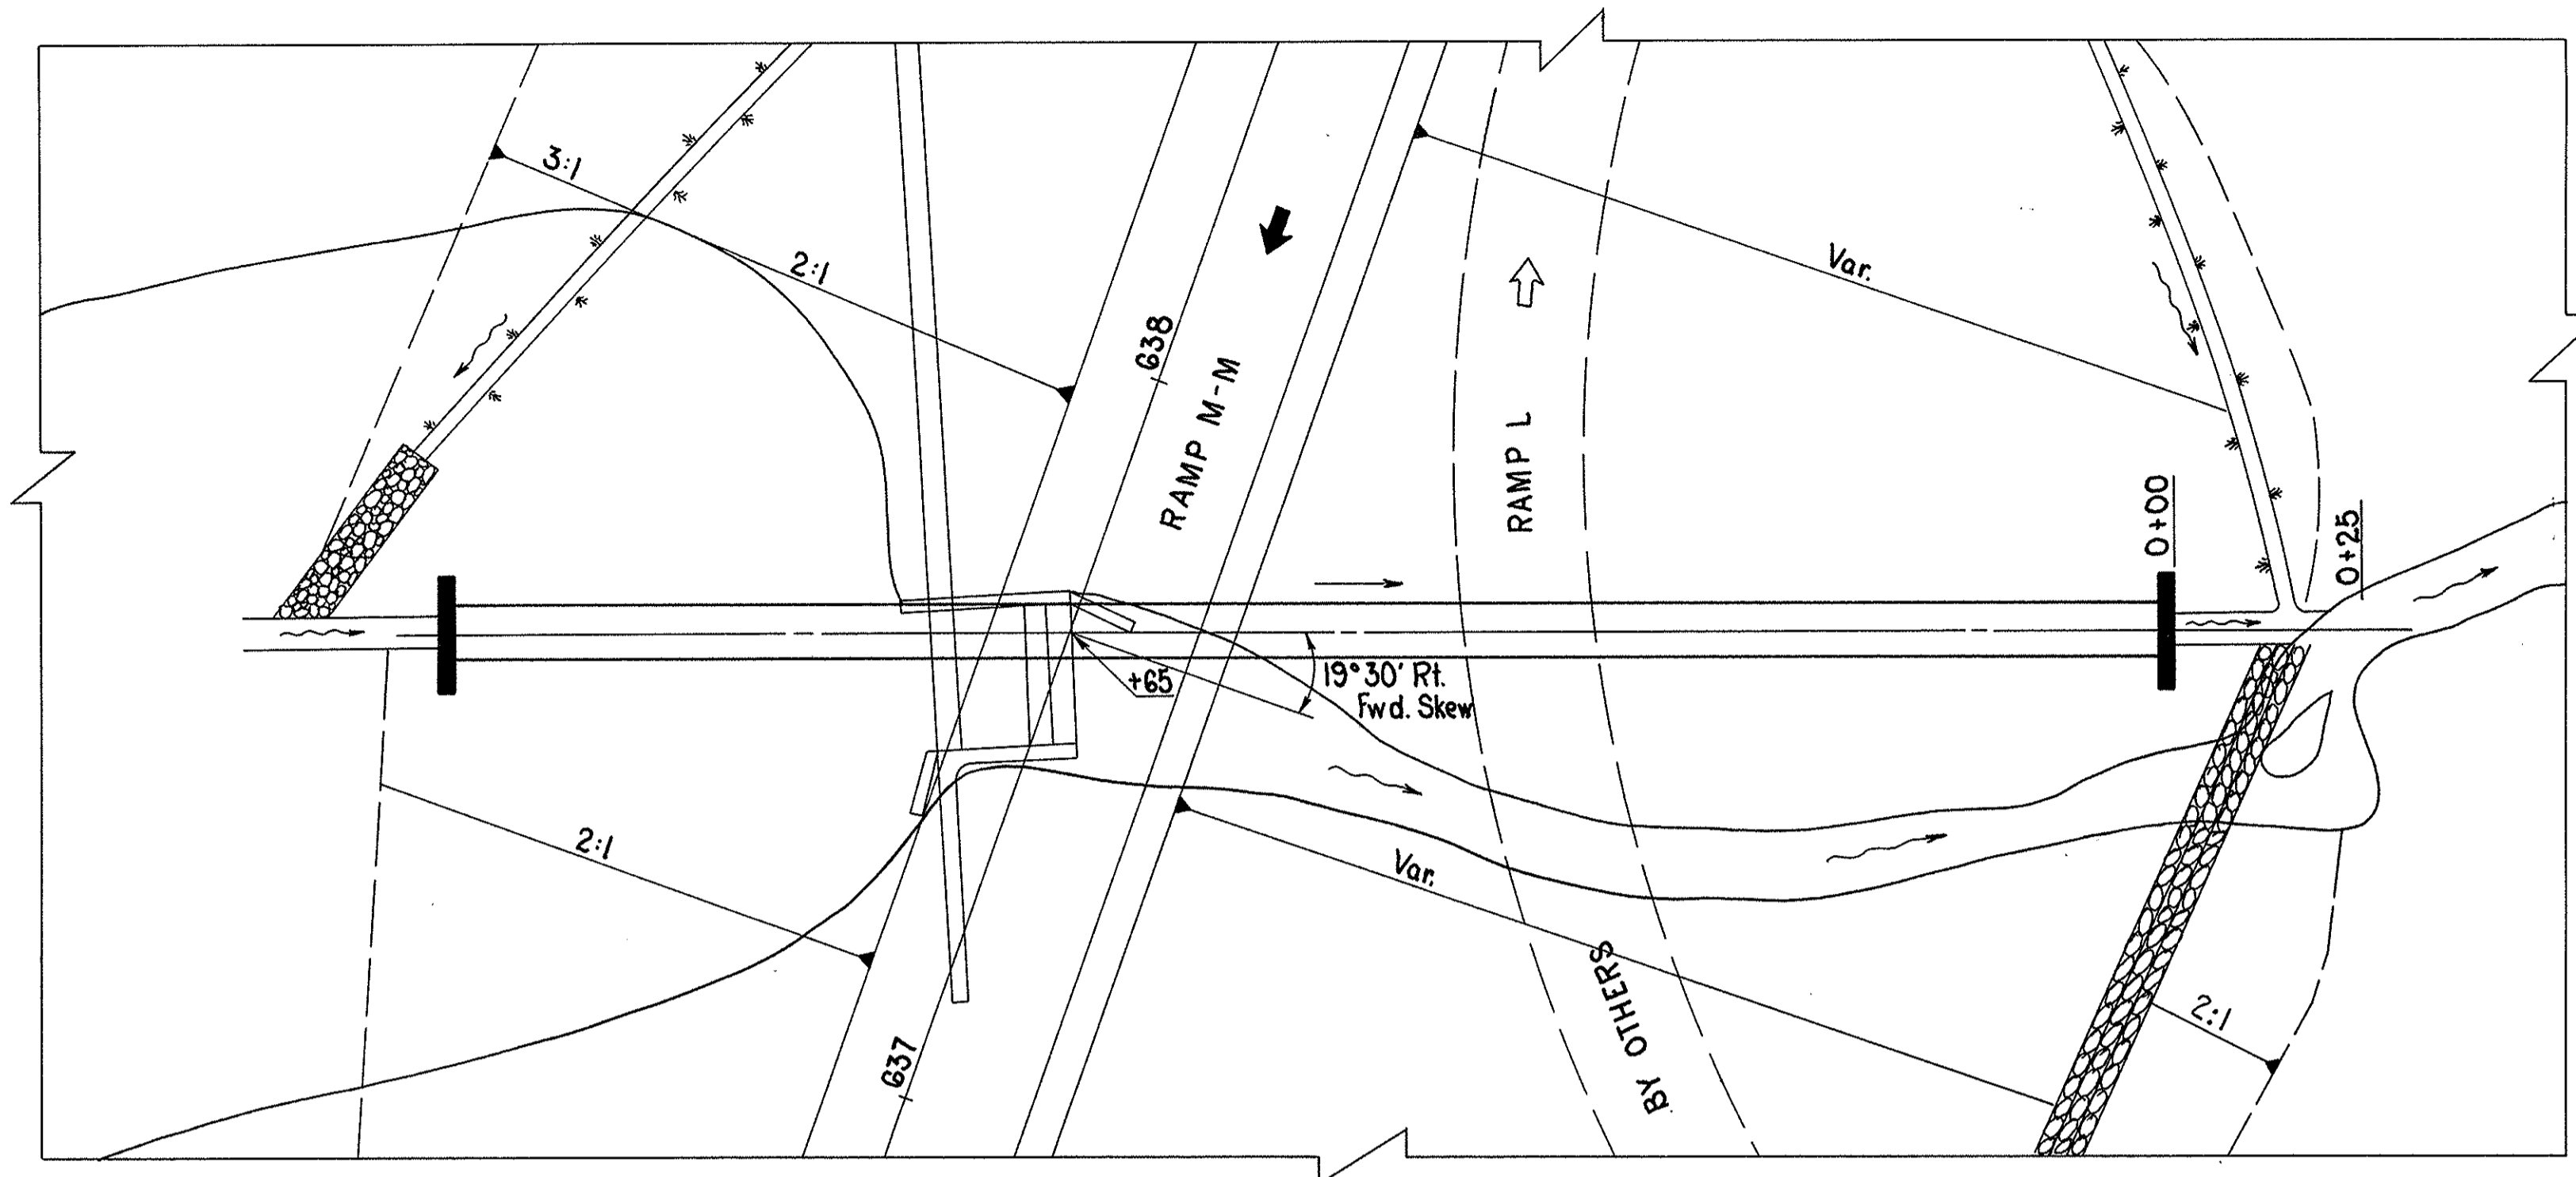 3:1
2:1
Var.
638
RAMP M-M
RAMP L
0+00
0+25
+65
19°30' Rt.
Fwd. Skew
2:1
Var.
BY OTHERS
637
2:1